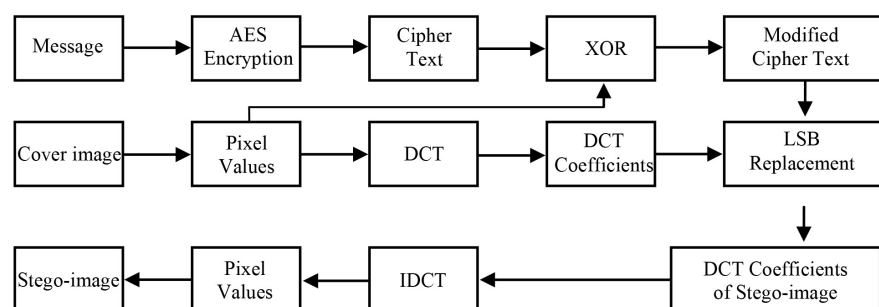 Message
AES
Encryption
Cipher
Text
XOR
Modified
Cipher Text
Cover image
Pixel
Values
DCT
DCT
Coefficients
LSB
Replacement
Stego-image
Pixel
Values
IDCT
DCT Coefficients
of Stego-image